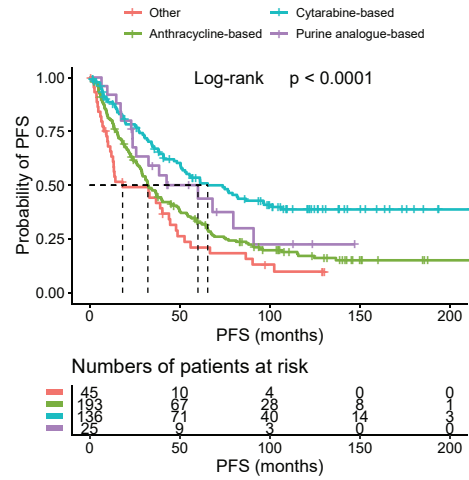 Other Cytarabine-based
Anthracycline-based Purine analogue-based
Log-rank p < 0.0001
1.00
0.75
0.50
0.25
0.00
Probability of PFS
0 50 100 150 200
PFS (months)
Numbers of patients at risk
45 10 4 0 0
193 67 28 8 1
136 71 40 14 3
25 9 3 0 0
0 50 100 150 200
PFS (months)